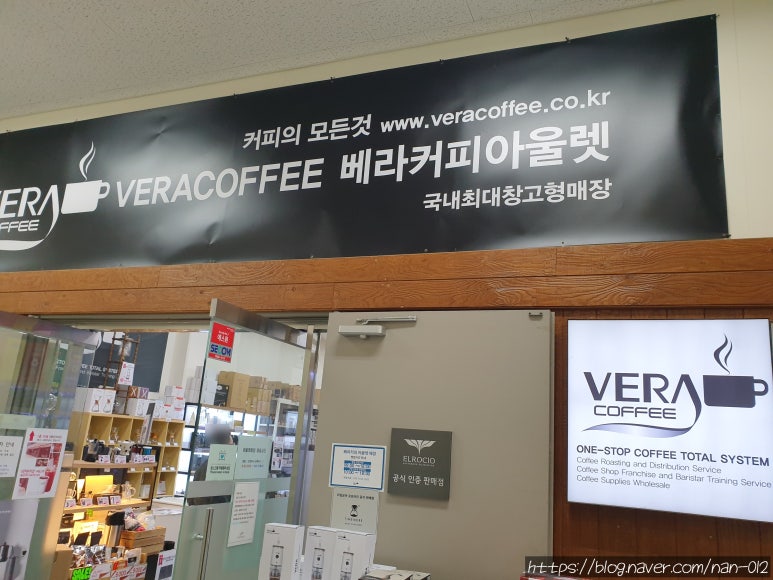 커피의 모든것 www.veracoffee.co.kr
VERA COFFEE
VERACOFFEE 베라커피아울렛
국내최대창고형매장
VERA
COFFEE
ONE-STOP COFFEE TOTAL SYSTEM
Coffee Roasting and Distribution Service
Coffee Shop Franchise and Baristar Training Service
Coffee Supplies Wholesale
ELROCIO
공식 인증 판매점
SECOM
https://blog.naver.com/nan-012